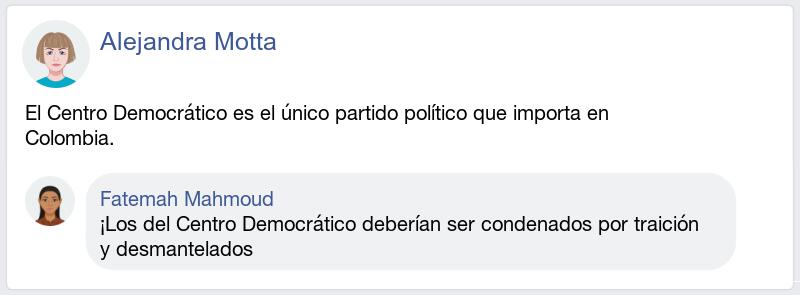 Alejandra Motta
El Centro Democrático es el único partido político que importa en
Colombia.
Fatemah Mahmoud
¡Los del Centro Democrático deberían ser condenados por traición
y desmantelados